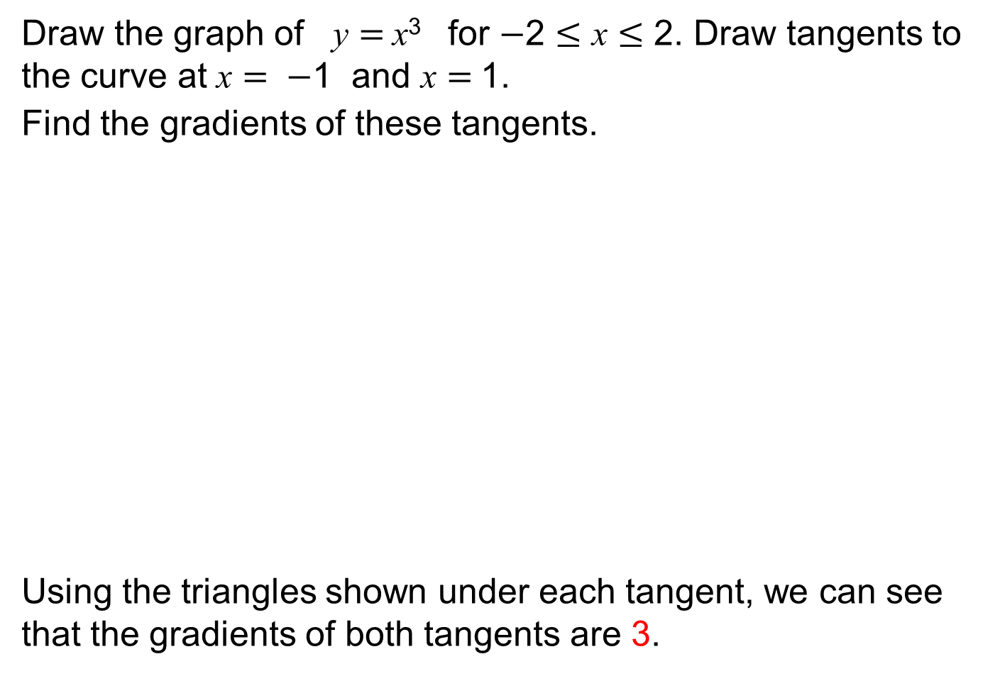 Draw the graph of y = x³ for −2 ≤ x ≤ 2. Draw tangents to
the curve at x = −1 and x = 1.
Find the gradients of these tangents.
Using the triangles shown under each tangent, we can see
that the gradients of both tangents are 3.